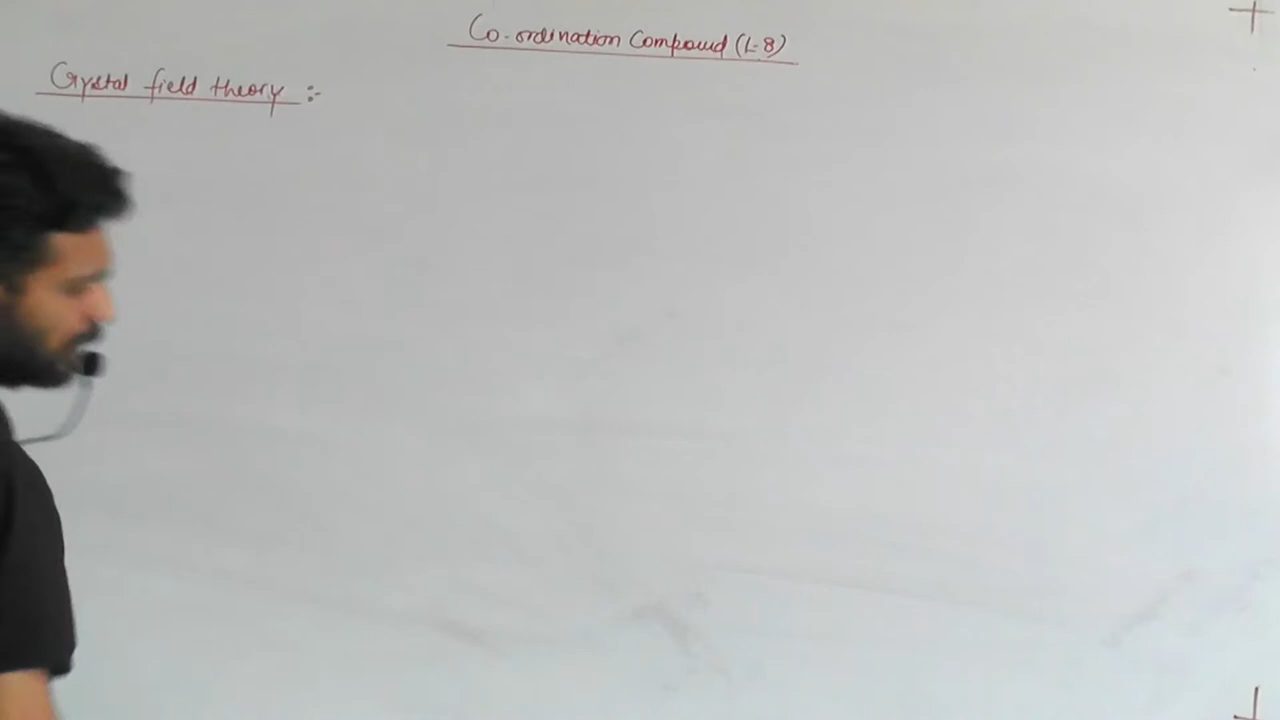 Co-ordination Compound (L-8)
Crystal field theory :-